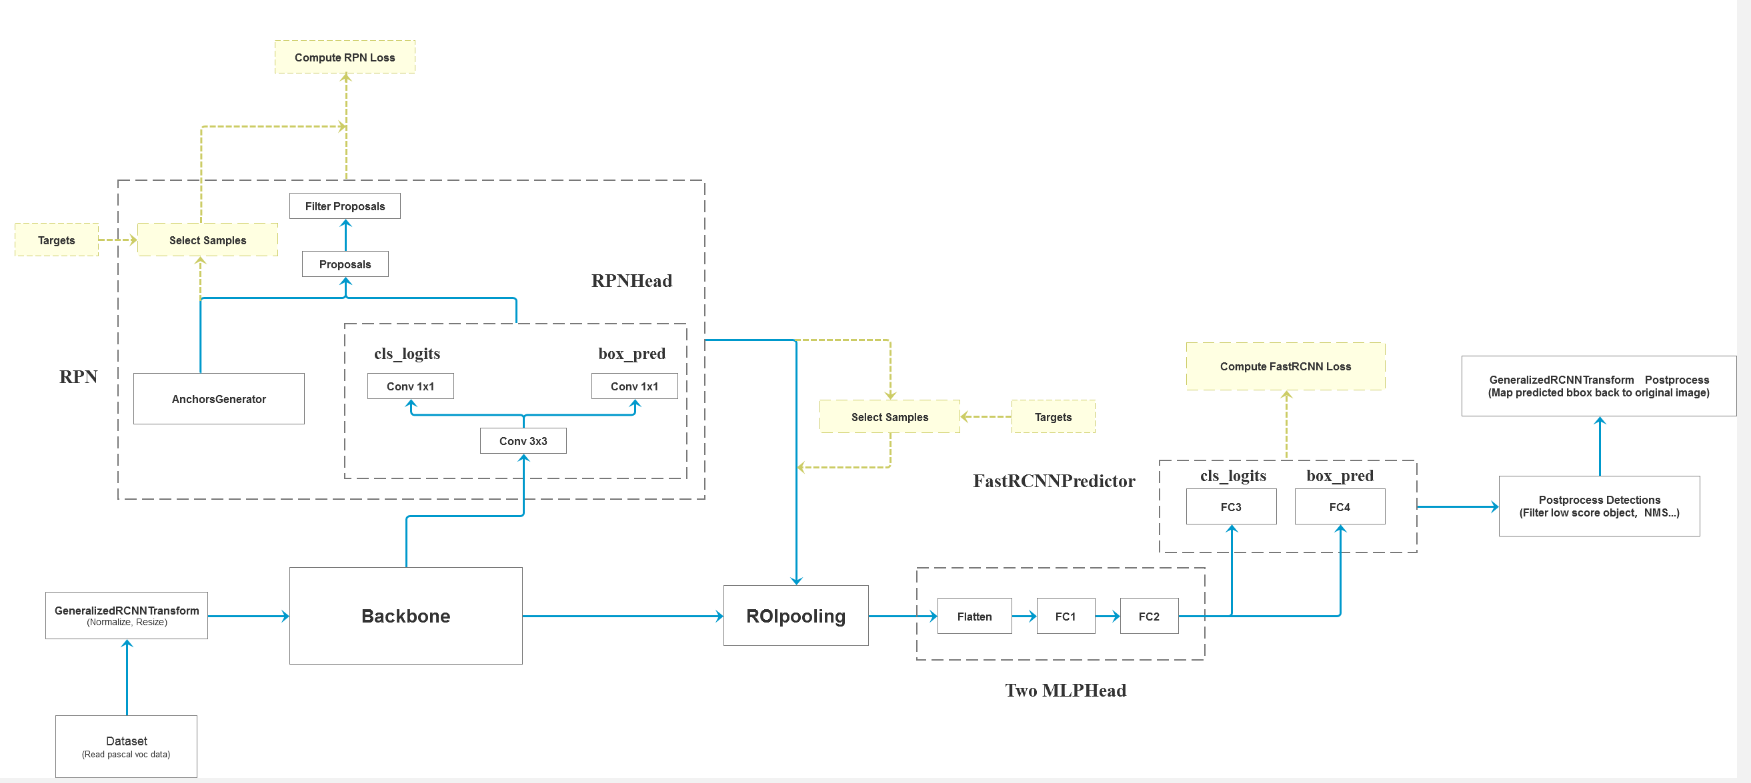 Compute RPN Loss
Filter Proposals
Targets
Select Samples
Proposals
RPNHead
RPN
cls_logits
box_pred
Conv 1x1
Conv 1x1
AnchorsGenerator
Conv 3x3
Select Samples
Targets
Compute FastRCNN Loss
GeneralizedRCNNTransform Postprocess
(Map predicted bbox back to original image)
FastRCNNPredictor
cls_logits
box_pred
FC3
FC4
Postprocess Detections
(Filter low score object, NMS...)
GeneralizedRCNNTransform
(Normalize, Resize)
Backbone
ROIpooling
Flatten
FC1
FC2
Two MLPHead
Dataset
(Read pascal voc data)